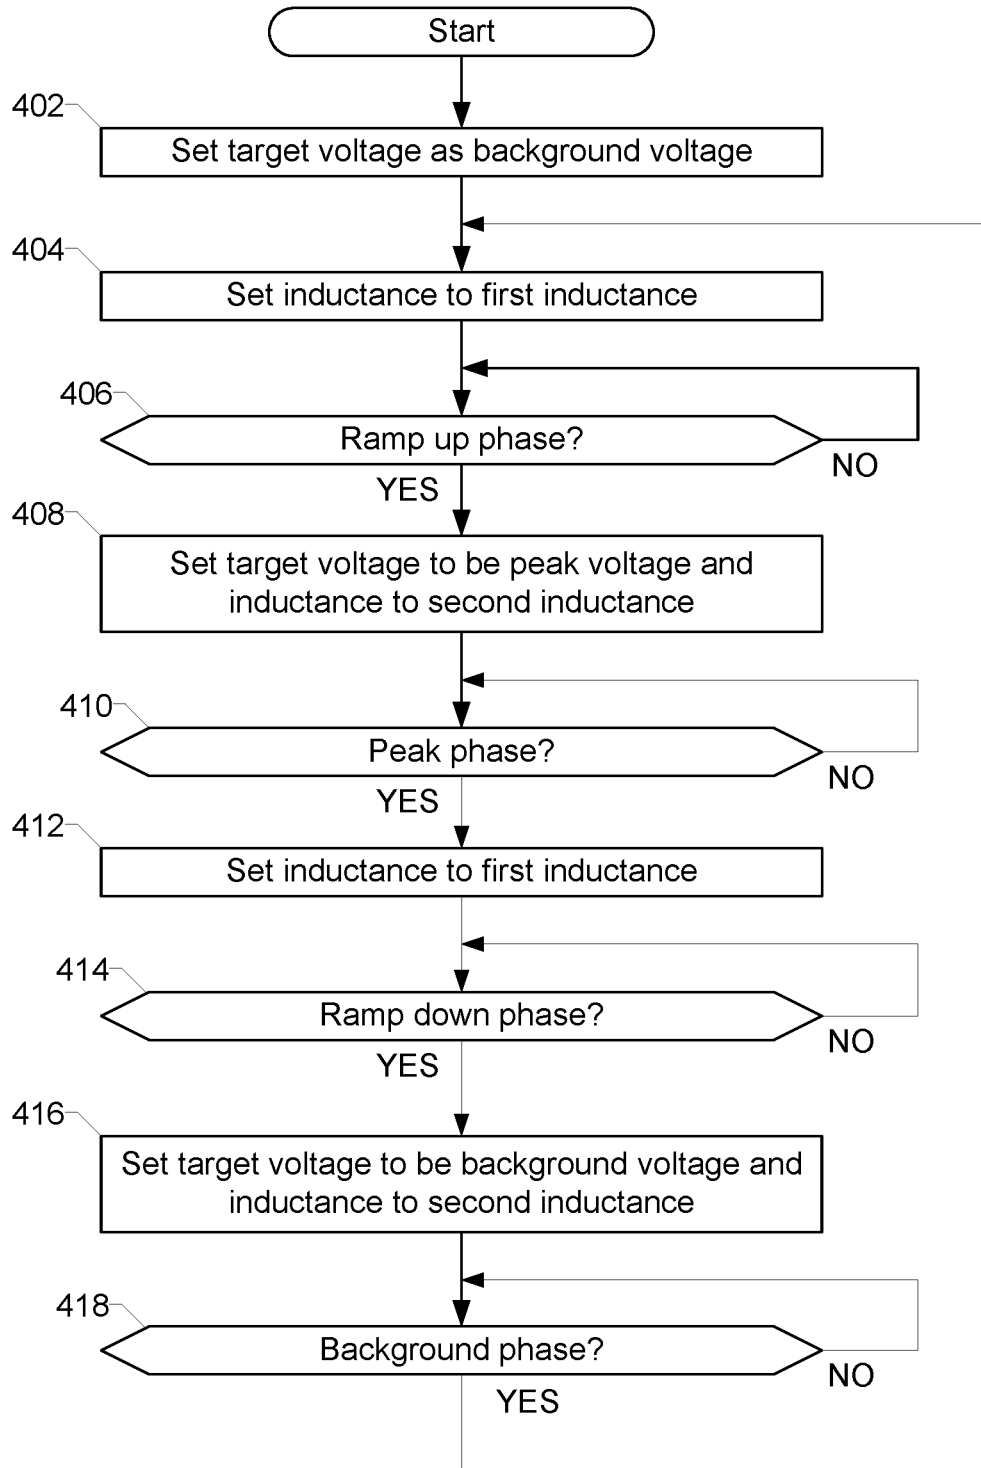 Start
402
Set target voltage as background voltage
404
Set inductance to first inductance
406
Ramp up phase?
NO
YES
408
Set target voltage to be peak voltage and
inductance to second inductance
410
Peak phase?
NO
YES
412
Set inductance to first inductance
414
Ramp down phase?
NO
YES
416
Set target voltage to be background voltage and
inductance to second inductance
418
Background phase?
NO
YES